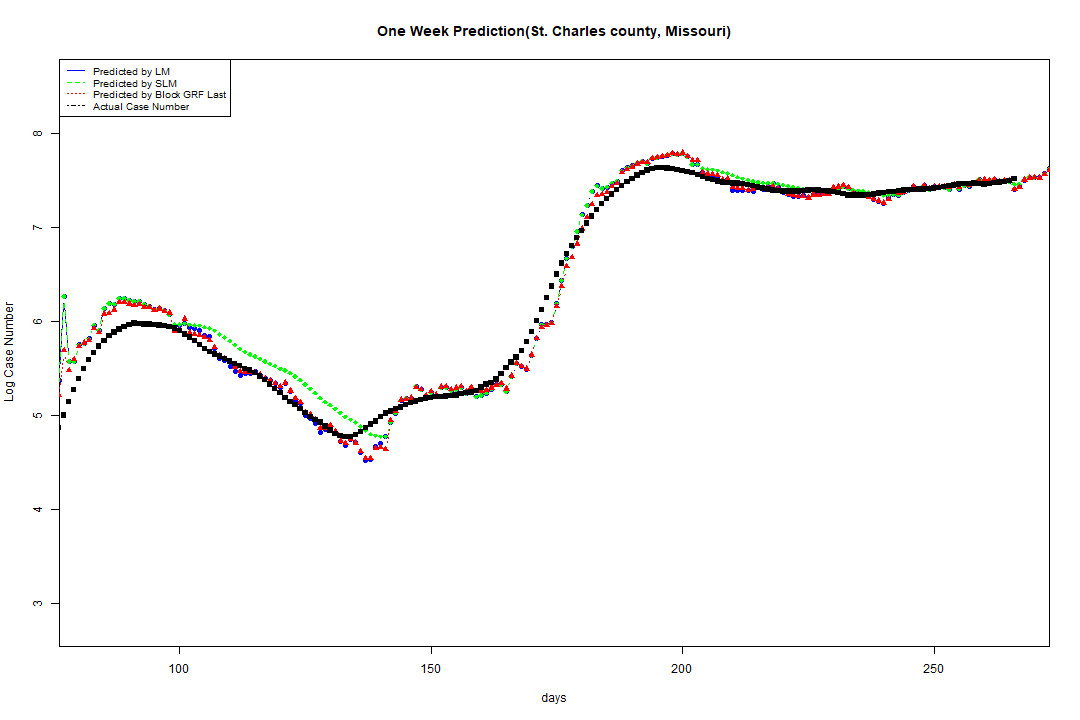 One Week Prediction(St. Charles county, Missouri)
Predicted by LM
Predicted by SLM
Predicted by Block GRF Last
Actual Case Number
8
7
6
5
4
3
Log Case Number
100 150 200 250
days